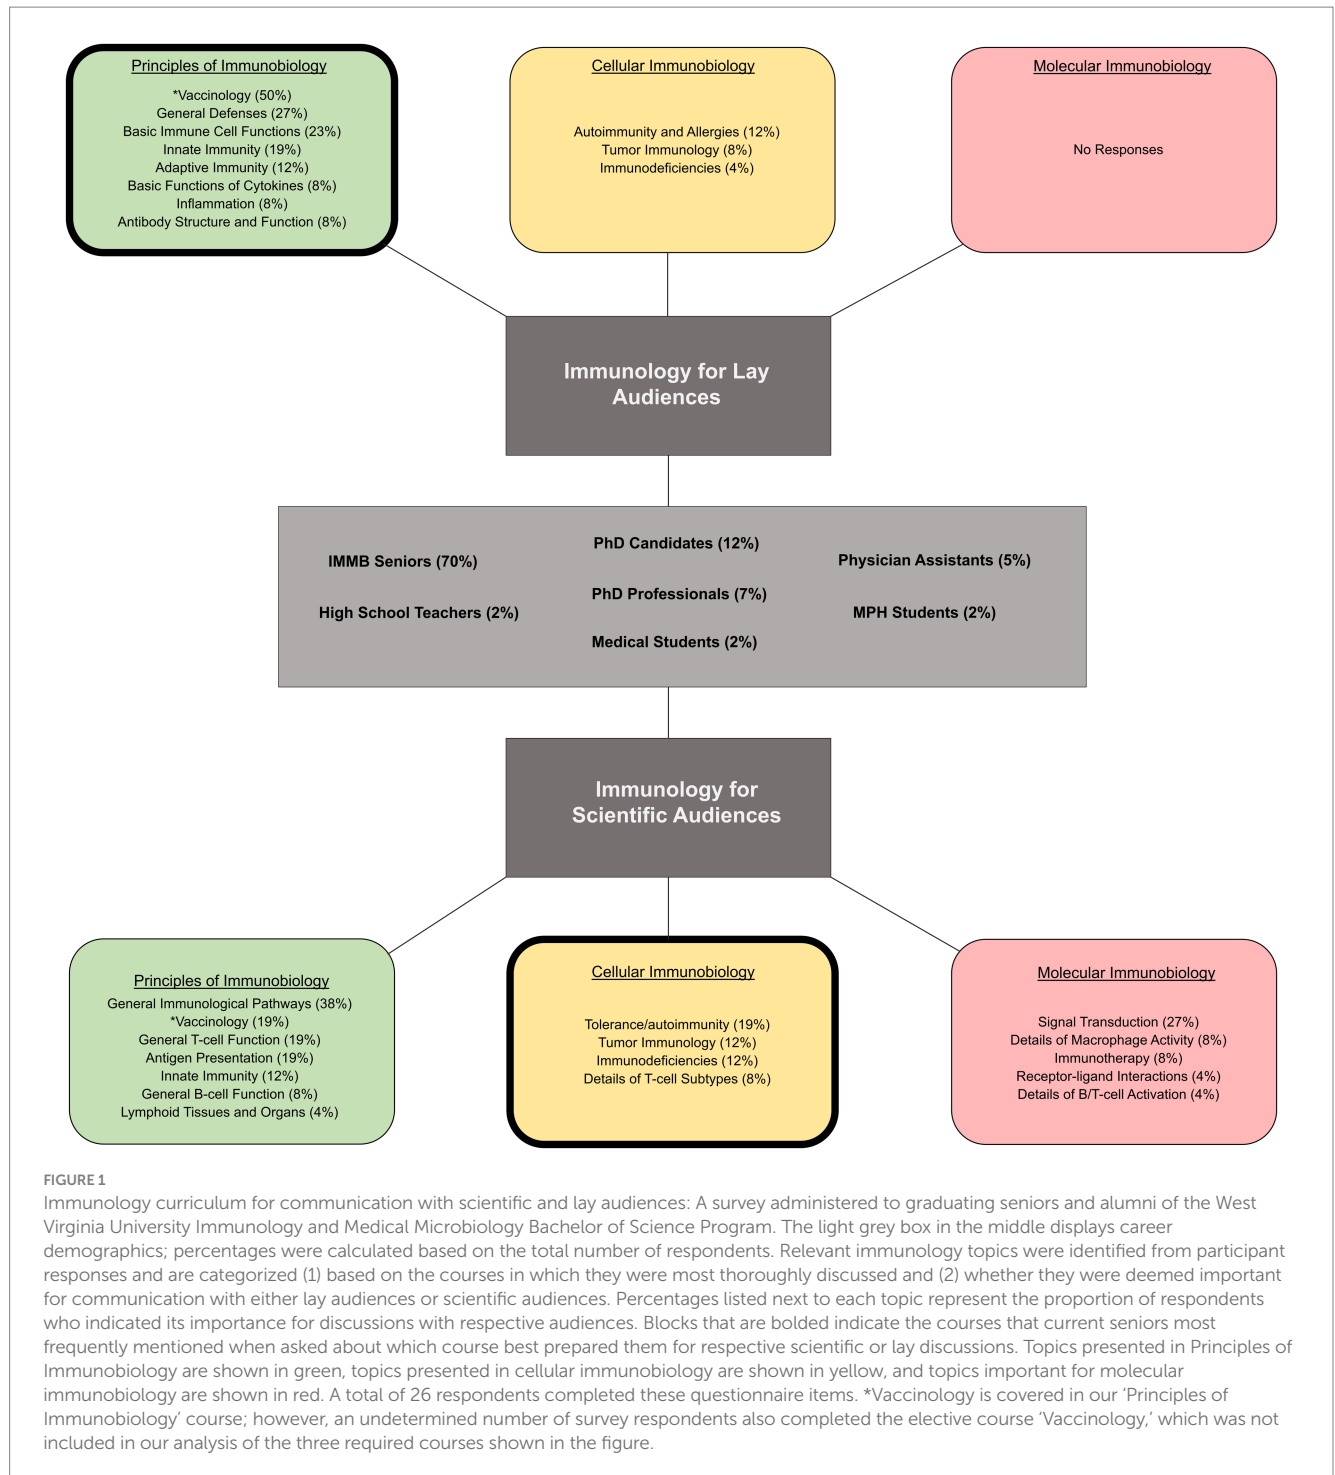 Principles of Immunobiology
*Vaccinology (50%)
General Defenses (27%)
Basic Immune Cell Functions (23%)
Innate Immunity (19%)
Adaptive Immunity (12%)
Basic Functions of Cytokines (8%)
Inflammation (8%)
Antibody Structure and Function (8%)
Cellular Immunobiology
Autoimmunity and Allergies (12%)
Tumor Immunology (8%)
Immunodeficiencies (4%)
Molecular Immunobiology
No Responses
Immunology for Lay
Audiences
IMMB Seniors (70%)
High School Teachers (2%)
PhD Candidates (12%)
PhD Professionals (7%)
Medical Students (2%)
Physician Assistants (5%)
MPH Students (2%)
Immunology for
Scientific Audiences
Principles of Immunobiology
General Immunological Pathways (38%)
*Vaccinology (19%)
General T-cell Function (19%)
Antigen Presentation (19%)
Innate Immunity (12%)
General B-cell Function (8%)
Lymphoid Tissues and Organs (4%)
Cellular Immunobiology
Tolerance/autoimmunity (19%)
Tumor Immunology (12%)
Immunodeficiencies (12%)
Details of T-cell Subtypes (8%)
Molecular Immunobiology
Signal Transduction (27%)
Details of Macrophage Activity (8%)
Immunotherapy (8%)
Receptor-ligand Interactions (4%)
Details of B/T-cell Activation (4%)
FIGURE 1
Immunology curriculum for communication with scientific and lay audiences: A survey administered to graduating seniors and alumni of the West
Virginia University Immunology and Medical Microbiology Bachelor of Science Program. The light grey box in the middle displays career
demographics; percentages were calculated based on the total number of respondents. Relevant immunology topics were identified from participant
responses and are categorized (1) based on the courses in which they were most thoroughly discussed and (2) whether they were deemed important
for communication with either lay audiences or scientific audiences. Percentages listed next to each topic represent the proportion of respondents
who indicated its importance for discussions with respective audiences. Blocks that are bolded indicate the courses that current seniors most
frequently mentioned when asked about which course best prepared them for respective scientific or lay discussions. Topics presented in Principles of
Immunobiology are shown in green, topics presented in cellular immunobiology are shown in yellow, and topics important for molecular
immunobiology are shown in red. A total of 26 respondents completed these questionnaire items. *Vaccinology is covered in our ‘Principles of
Immunobiology’ course; however, an undetermined number of survey respondents also completed the elective course ‘Vaccinology,’ which was not
included in our analysis of the three required courses shown in the figure.